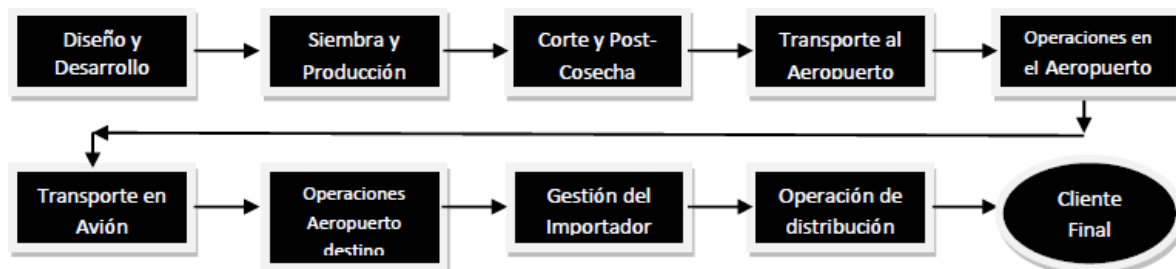 Diseño y
Desarrollo
Siembra y
Producción
Corte y Post-
Cosecha
Transporte al
Aeropuerto
Operaciones en
el Aeropuerto
Transporte en
Avión
Operaciones
Aeropuerto
destino
Gestión del
Importador
Operación de
distribución
Cliente
Final